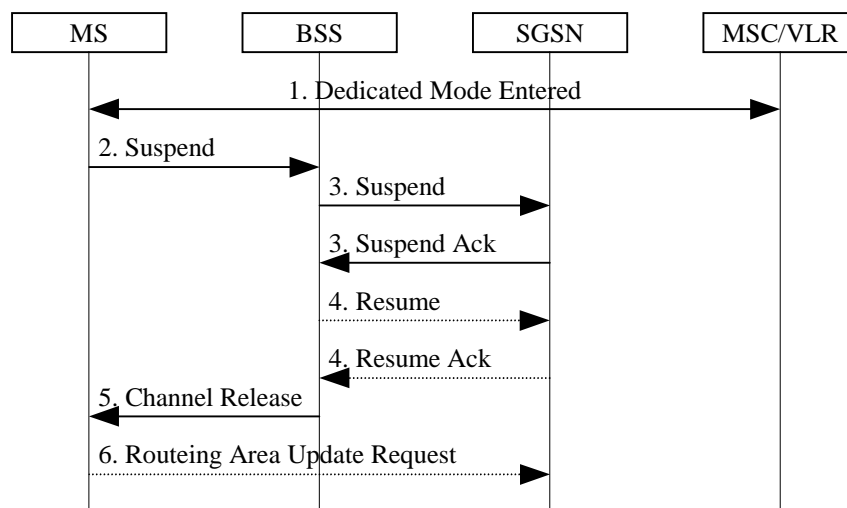 MS BSS SGSN MSC/VLR
1. Dedicated Mode Entered
2. Suspend
3. Suspend
3. Suspend Ack
4. Resume
4. Resume Ack
5. Channel Release
6. Routeing Area Update Request